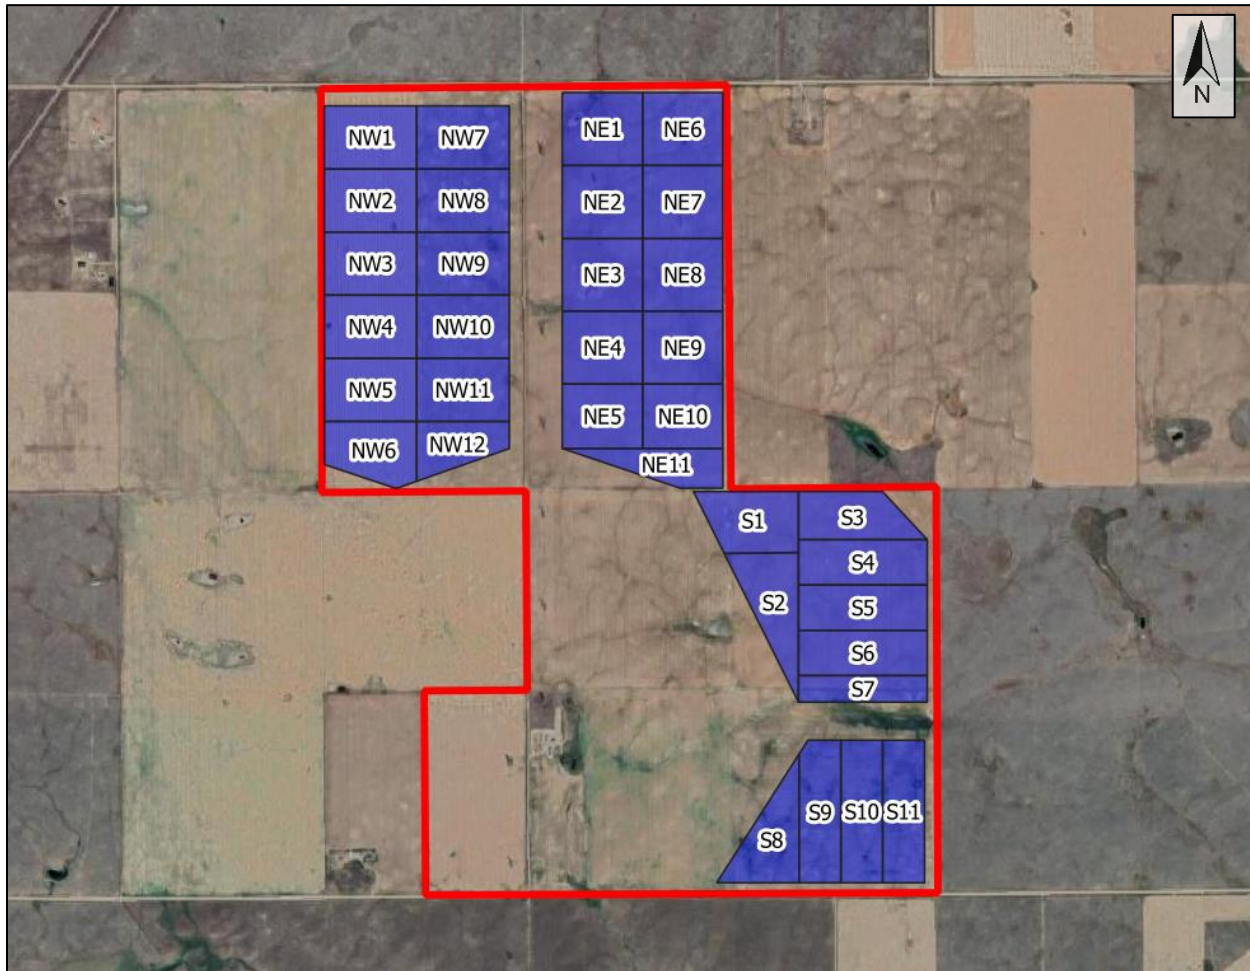 N
NW1 NW7
NW2 NW8
NW3 NW9
NW4 NW10
NW5 NW11
NW6 NW12
NE1 NE6
NE2 NE7
NE3 NE8
NE4 NE9
NE5 NE10
NE11
S1 S3
S4
S2 S5
S6
S7
S8 S9 S10 S11